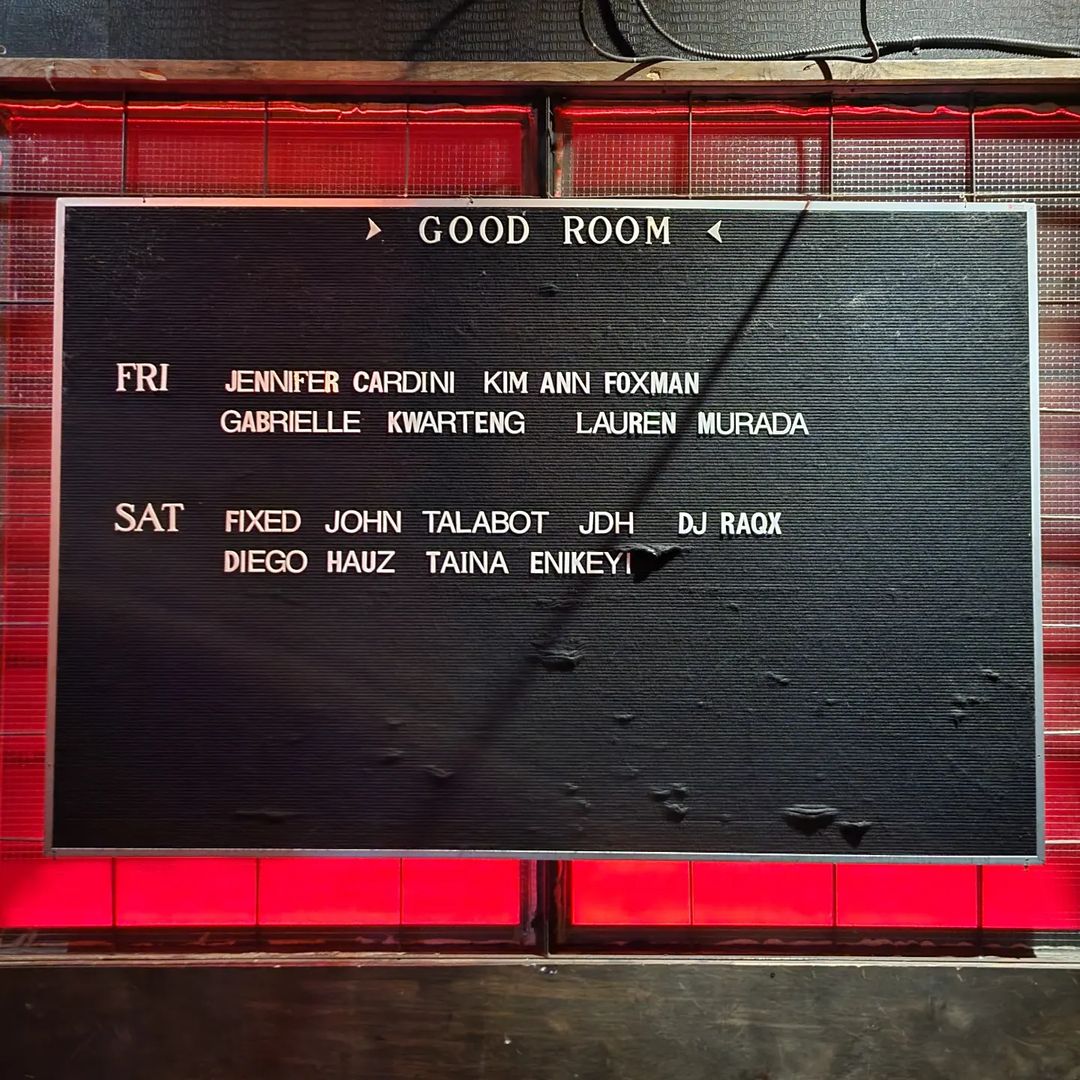 GOOD ROOM
FRI JENNIFER CARDINI KIM ANN FOXMAN
GABRIELLE KWARTENG LAUREN MURADA
SAT FIXED JOHN TALABOT JDH DJ RAQX
DIEGO HAUZ TAINA ENIKEYI